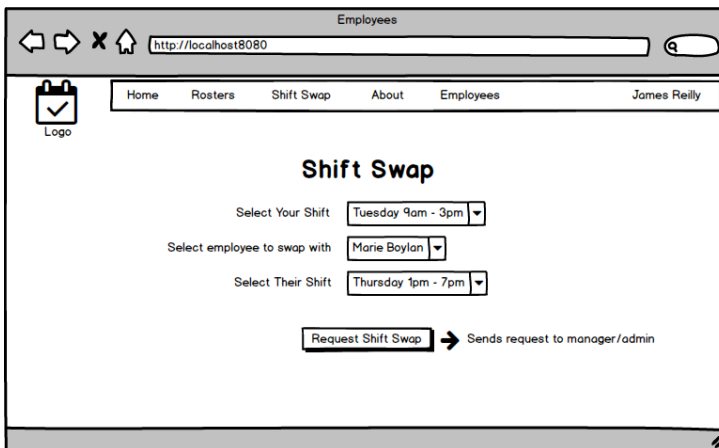 Employees
http://localhost8080
Home Rosters Shift Swap About Employees James Reilly
Logo
Shift Swap
Select Your Shift Tuesday 9am - 3pm
Select employee to swap with Marie Boylan
Select Their Shift Thursday 1pm - 7pm
Request Shift Swap Sends request to manager/admin